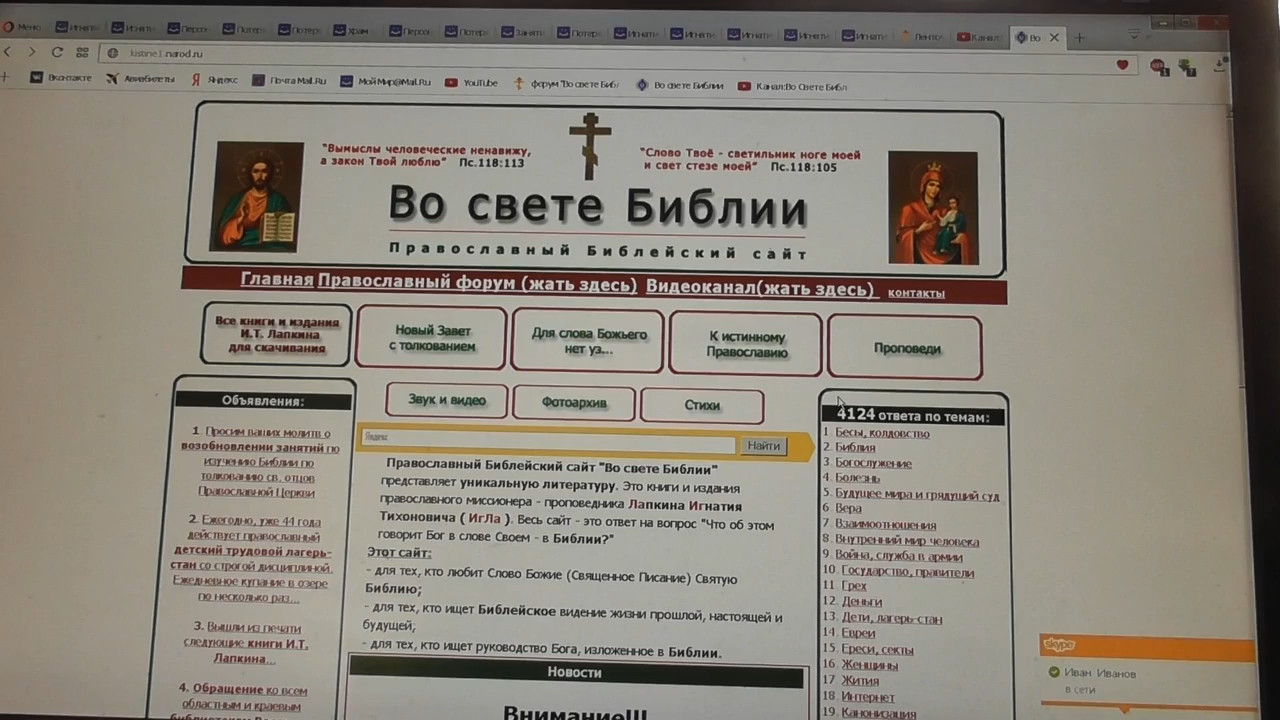 Меню
kistine1.narod.ru
Вконтакте Авиабилеты Яндекс Почта Mail.Ru МойМир@Mail.Ru YouTube форум "Во свете Биб/ Во свете Библии Канал:Во Свете Библ
"Вымыслы человеческие ненавижу,
а закон Твой люблю" Пс.118:113
"Слово Твоё - светильник ноге моей
и свет стезе моей" Пс.118:105
Во свете Библии
Православный Библейский сайт
Главная Православный форум (жать здесь) Видеоканал(жать здесь) контакты
Все книги и издания
И.Т. Лапкина
для скачивания
Новый Завет
с толкованием
Для слова Божьего
нет уз...
К истинному
Православию
Проповеди
Звук и видео
Фотоархив
Стихи
Объявления:
1 Просим ваших молитв о
возобновлении занятий по
изучению Библии по
толкованию св. отцов
Православной Церкви
2. Ежегодно, уже 44 года
действует православный
детский трудовой лагерь-
стан со строгой дисциплиной.
Ежедневное купание в озере
по несколько раз...
3. Вышли из печати
следующие книги И.Т.
Лапкина...
4. Обращение ко всем
областным и краевым
Яндекс
Найти
Православный Библейский сайт "Во свете Библии"
представляет уникальную литературу. Это книги и издания
православного миссионера - проповедника Лапкина Игнатия
Тихоновича ( ИгЛа ). Весь сайт - это ответ на вопрос "Что об этом
говорит Бог в слове Своем - в Библии?"
Этот сайт:
- для тех, кто любит Слово Божие (Священное Писание) Святую
Библию;
- для тех, кто ищет Библейское видение жизни прошлой, настоящей и
будущей;
- для тех, кто ищет руководство Бога, изложенное в Библии.
Новости
Внимание!!!
4124 ответа по темам:
1 Бесы, колдовство
2. Библия
3. Богослужение
4. Болезнь
5. Будущее мира и грядущий суд
6 Вера
7. Взаимоотношения
8. Внутренний мир человека
9. Война, служба в армии
10. Государство, правители
11 Грех
12. Деньги
13. Дети, лагерь-стан
14. Евреи
15. Ереси, секты
16. Женщины
17 Жития
18. Интернет
19. Канонизация
skype
Иван Иванов
в сети